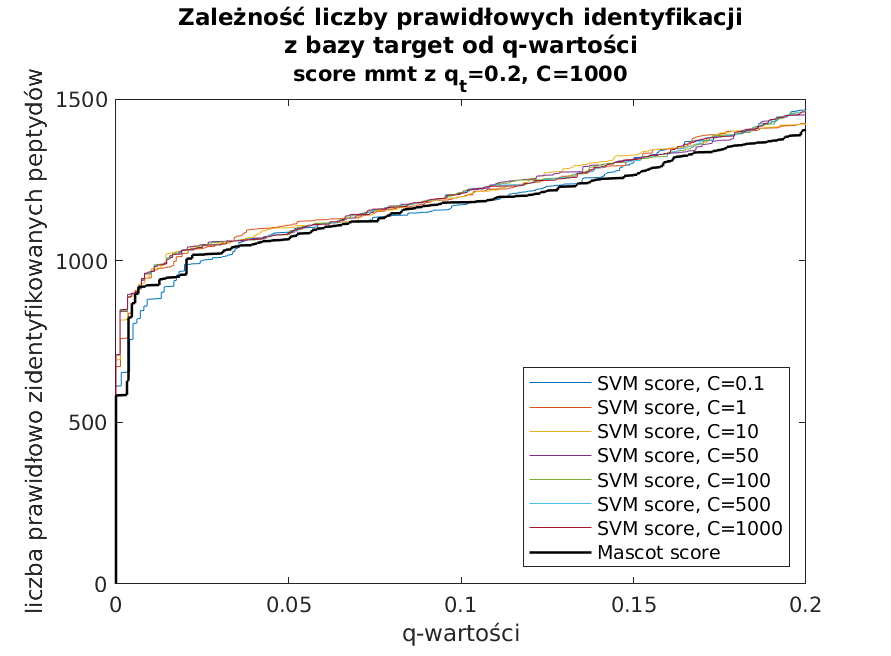 Zależność liczby prawidłowych identyfikacji
z bazy target od q-wartości
score mmt z qt=0.2, C=1000
liczba prawidłowo zidentyfikowanych peptydów
1500
1000
500
0
0 0.05 0.1 0.15 0.2
q-wartości
SVM score, C=0.1
SVM score, C=1
SVM score, C=10
SVM score, C=50
SVM score, C=100
SVM score, C=500
SVM score, C=1000
Mascot score